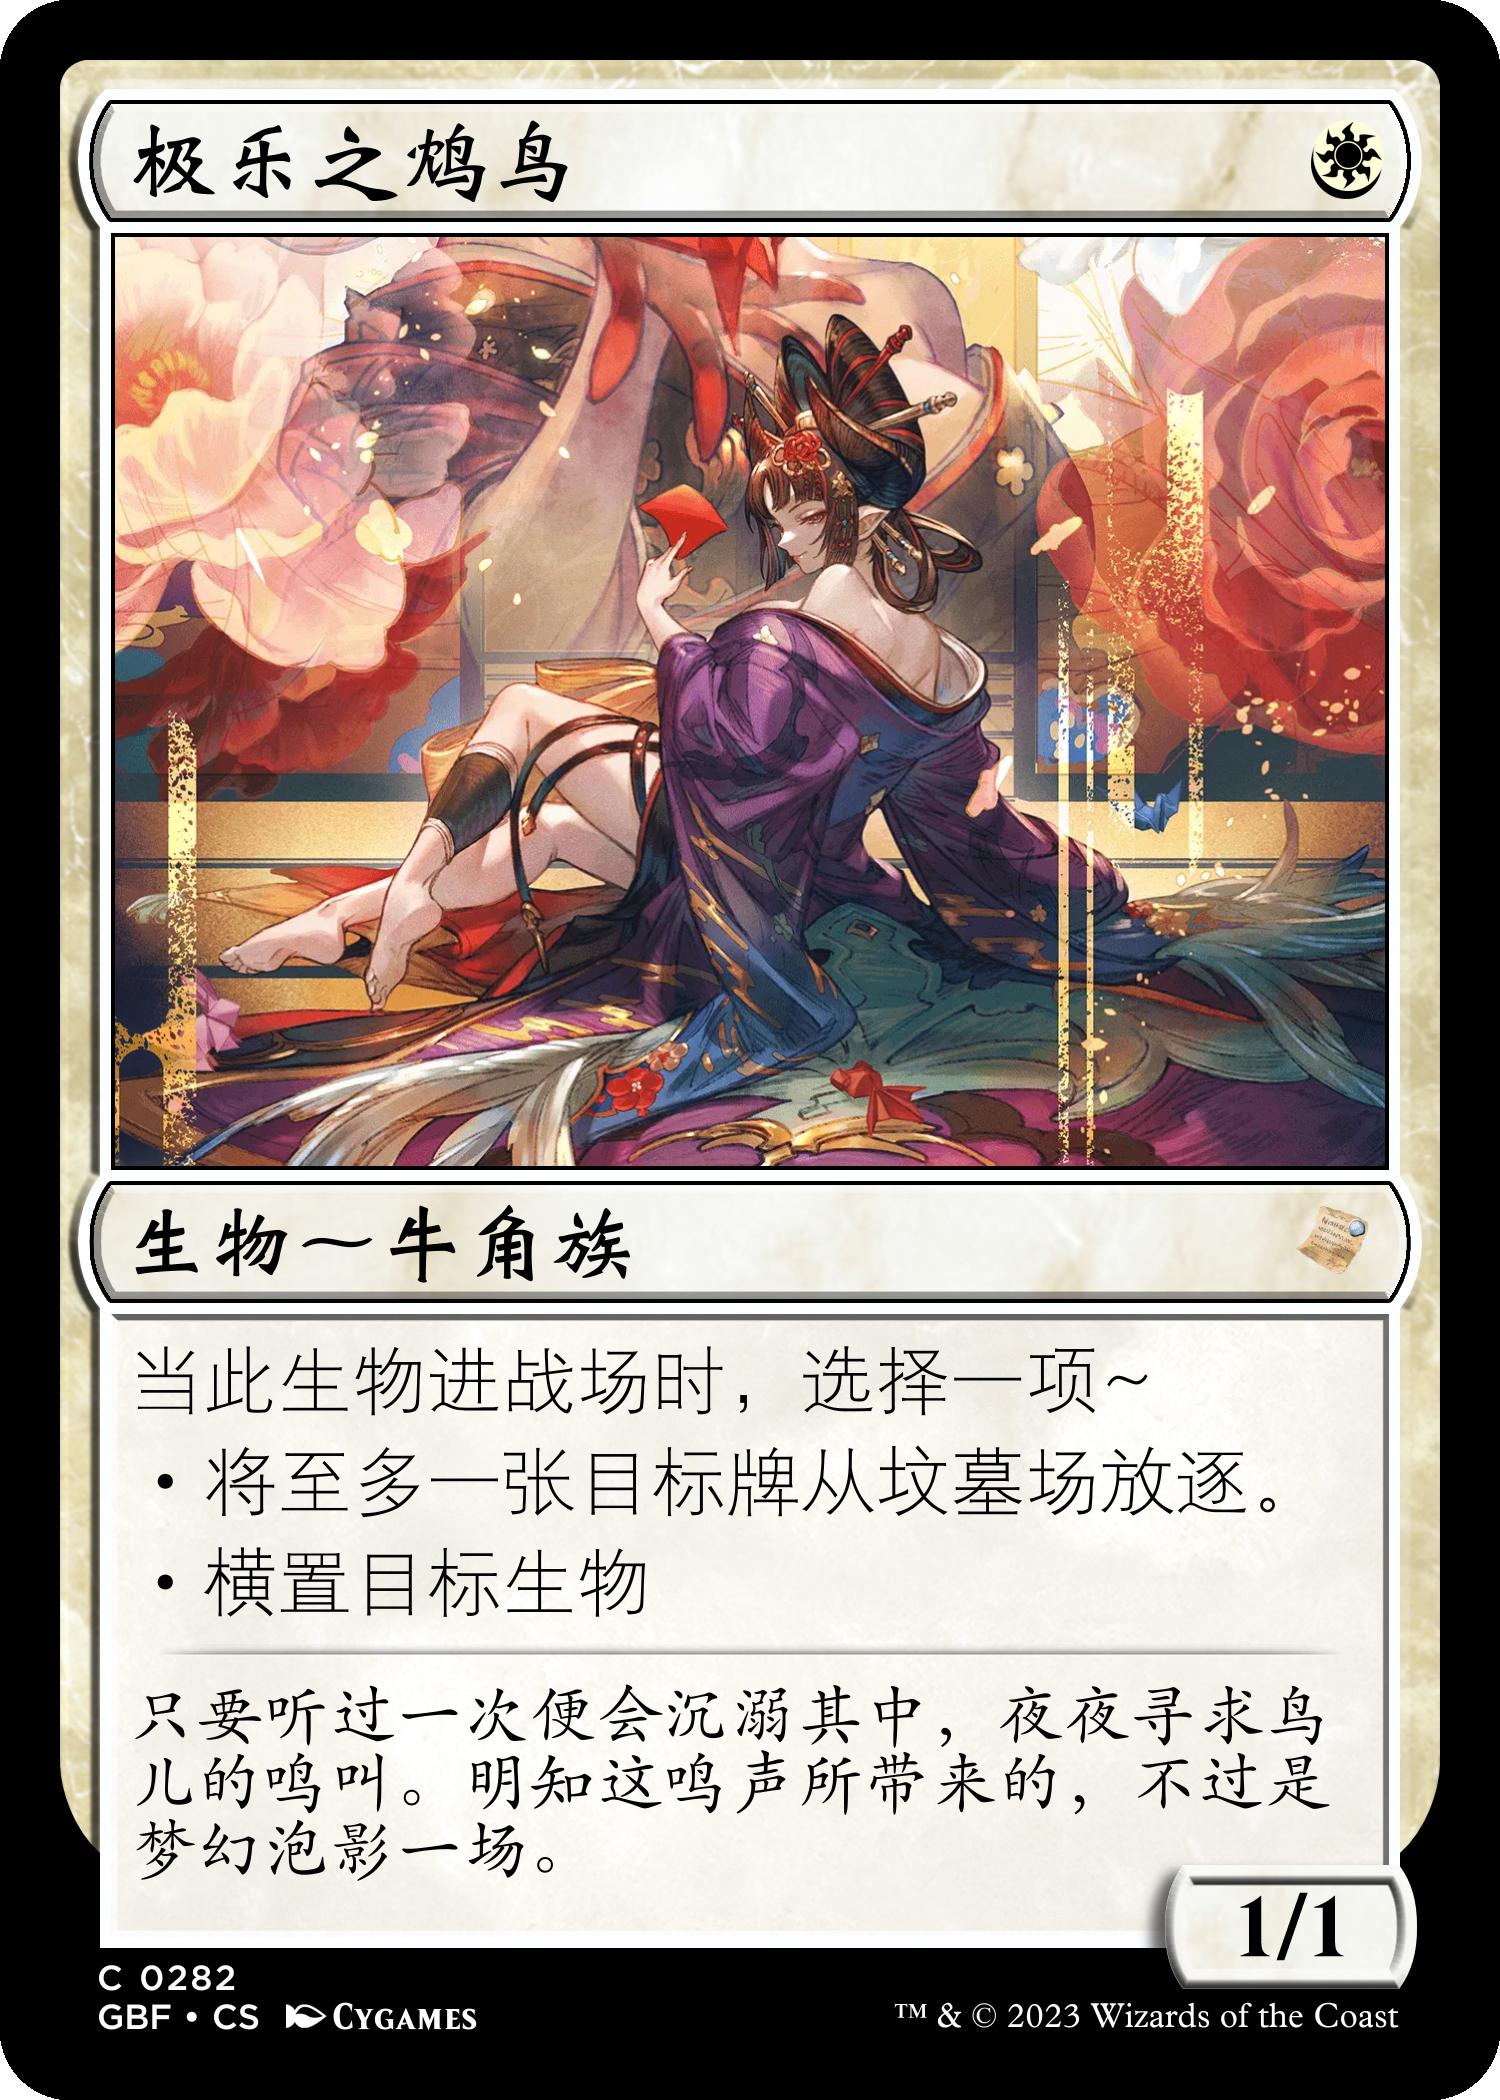 极乐之鸩鸟
生物～牛角族
当此生物进战场时，选择一项～
•将至多一张目标牌从坟墓场放逐。
•横置目标生物
只要听过一次便会沉溺其中，夜夜寻求鸟
儿的鸣叫。明知这鸣声所带来的，不过是
梦幻泡影一场。
1/1
C 0282
GBF • CS CYGAMES
™ & © 2023 Wizards of the Coast